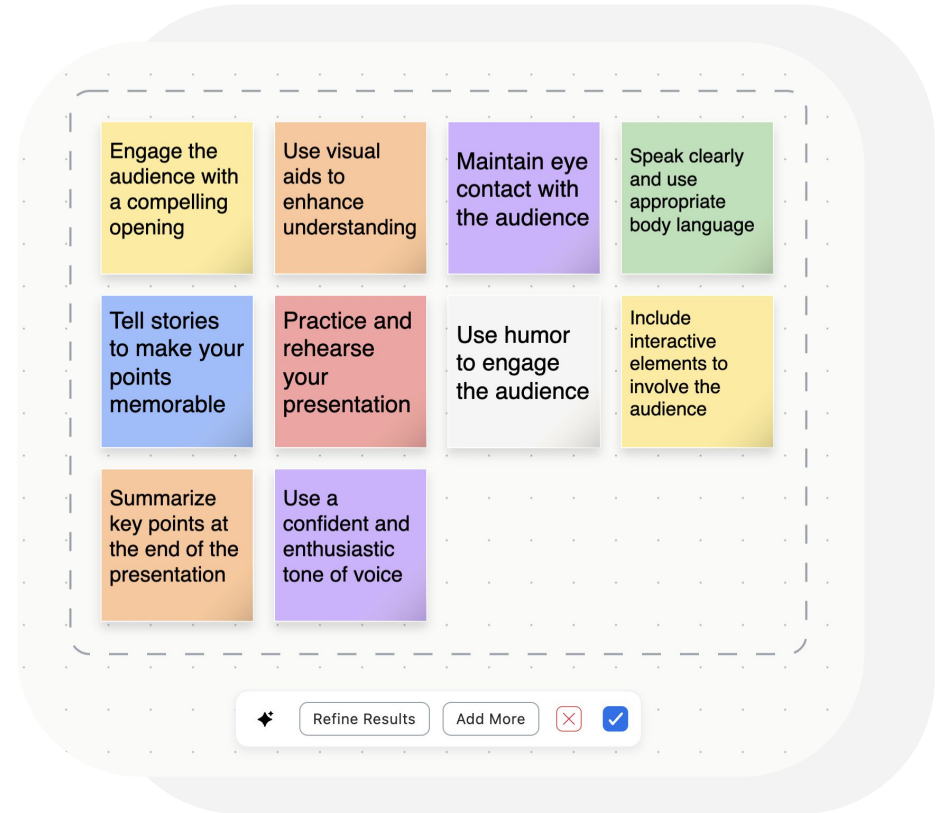 Engage the
audience with
a compelling
opening
Use visual
aids to
enhance
understanding
Maintain eye
contact with
the audience
Speak clearly
and use
appropriate
body language
Tell stories
to make your
points
memorable
Practice and
rehearse
your
presentation
Use humor
to engage
the audience
Include
interactive
elements to
involve the
audience
Summarize
key points at
the end of the
presentation
Use a
confident and
enthusiastic
tone of voice
Refine Results
Add More